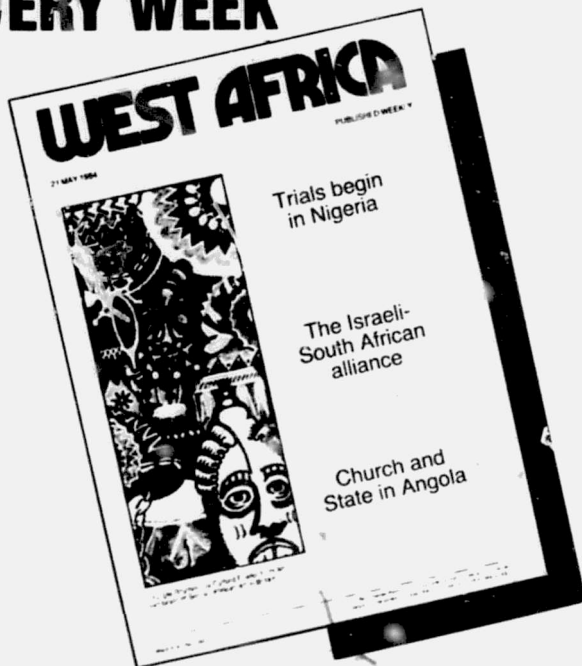 WEEK
WEST AFRICA
PUBLISHED WEEKLY
21 MAY 1984
Trials begin
in Nigeria
The Israeli-
South African
alliance
Church and
State in Angola